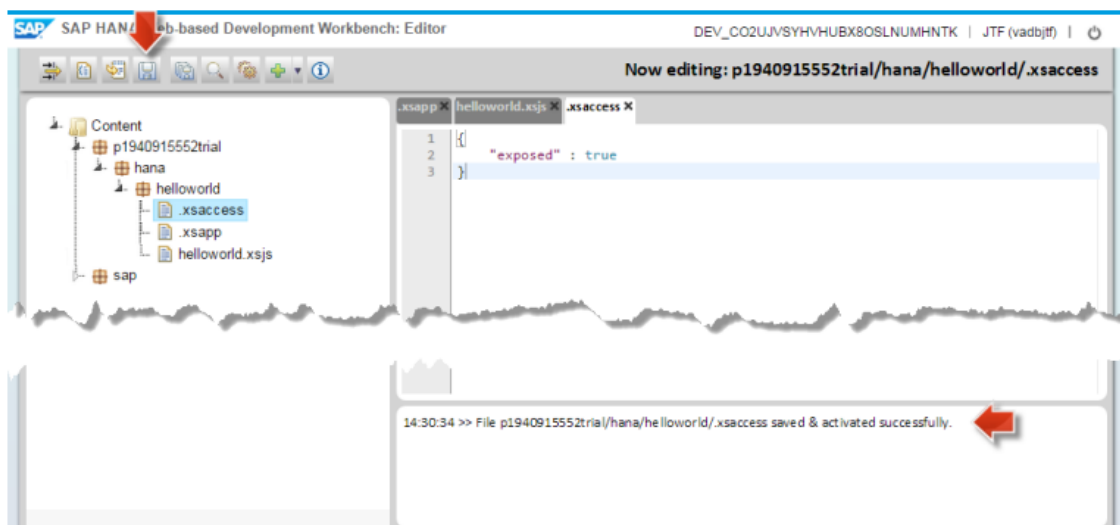 SAP SAP HANA Web-based Development Workbench: Editor
DEV_CO2UJVSYHVHUBX8OSLNUMHNTK | JTF (vadbjtf) |
Now editing: p1940915552trial/hana/helloworld/.xsaccess
Content
p1940915552trial
hana
helloworld
.xsaccess
.xsapp
helloworld.xsjs
sap
.xsapp x helloworld.xsjs x .xsaccess x
1 {
2 "exposed" : true
3 }
14:30:34 >> File p1940915552trial/hana/helloworld/.xsaccess saved & activated successfully.